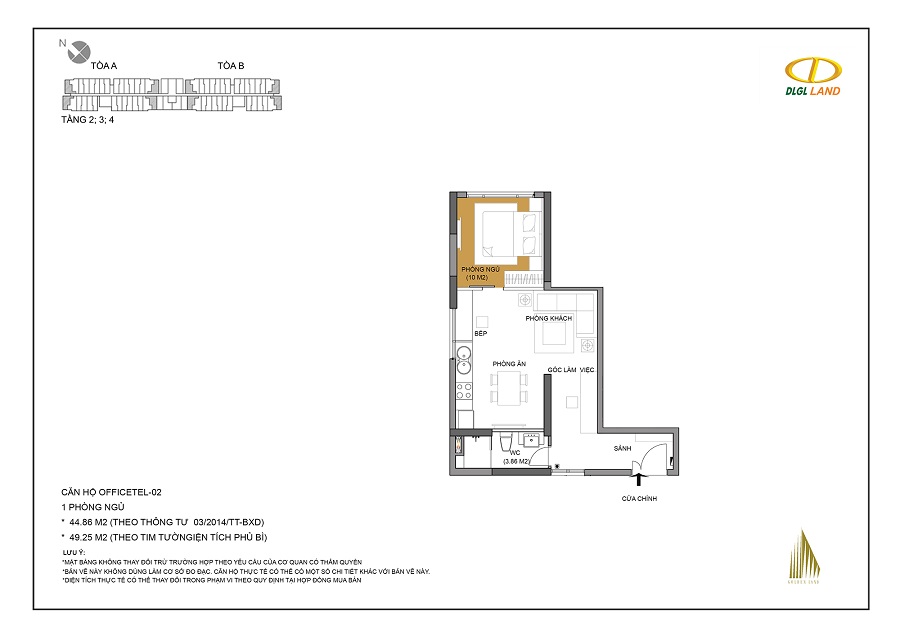 N
TÒA A
TÒA B
TẦNG 2; 3; 4
DLGL LAND
PHÒNG NGỦ
(10 M2)
PHÒNG KHÁCH
BẾP
PHÒNG ĂN
GÓC LÀM VIỆC
WC
(3.86 M2)
SẢNH
CỬA CHÍNH
CĂN HỘ OFFICETEL-02
1 PHÒNG NGỦ
* 44.86 M2 (THEO THÔNG TƯ 03/2014/TT-BXD)
* 49.25 M2 (THEO TIM TƯỜNGIỆN TÍCH PHỦ BÌ)
LƯU Ý:
*MẶT BẰNG KHÔNG THAY ĐỔI TRỪ TRƯỜNG HỢP THEO YÊU CẦU CỦA CƠ QUAN CÓ THẨM QUYỀN
*BẢN VẼ NÀY KHÔNG DÙNG LÀM CƠ SỞ ĐO ĐẠC. CĂN HỘ THỰC TẾ CÓ THỂ CÓ MỘT SỐ CHI TIẾT KHÁC VỚI BẢN VẼ NÀY.
*DIỆN TÍCH THỰC TẾ CÓ THỂ THAY ĐỔI TRONG PHẠM VI THEO QUY ĐỊNH TẠI HỢP ĐỒNG MUA BÁN